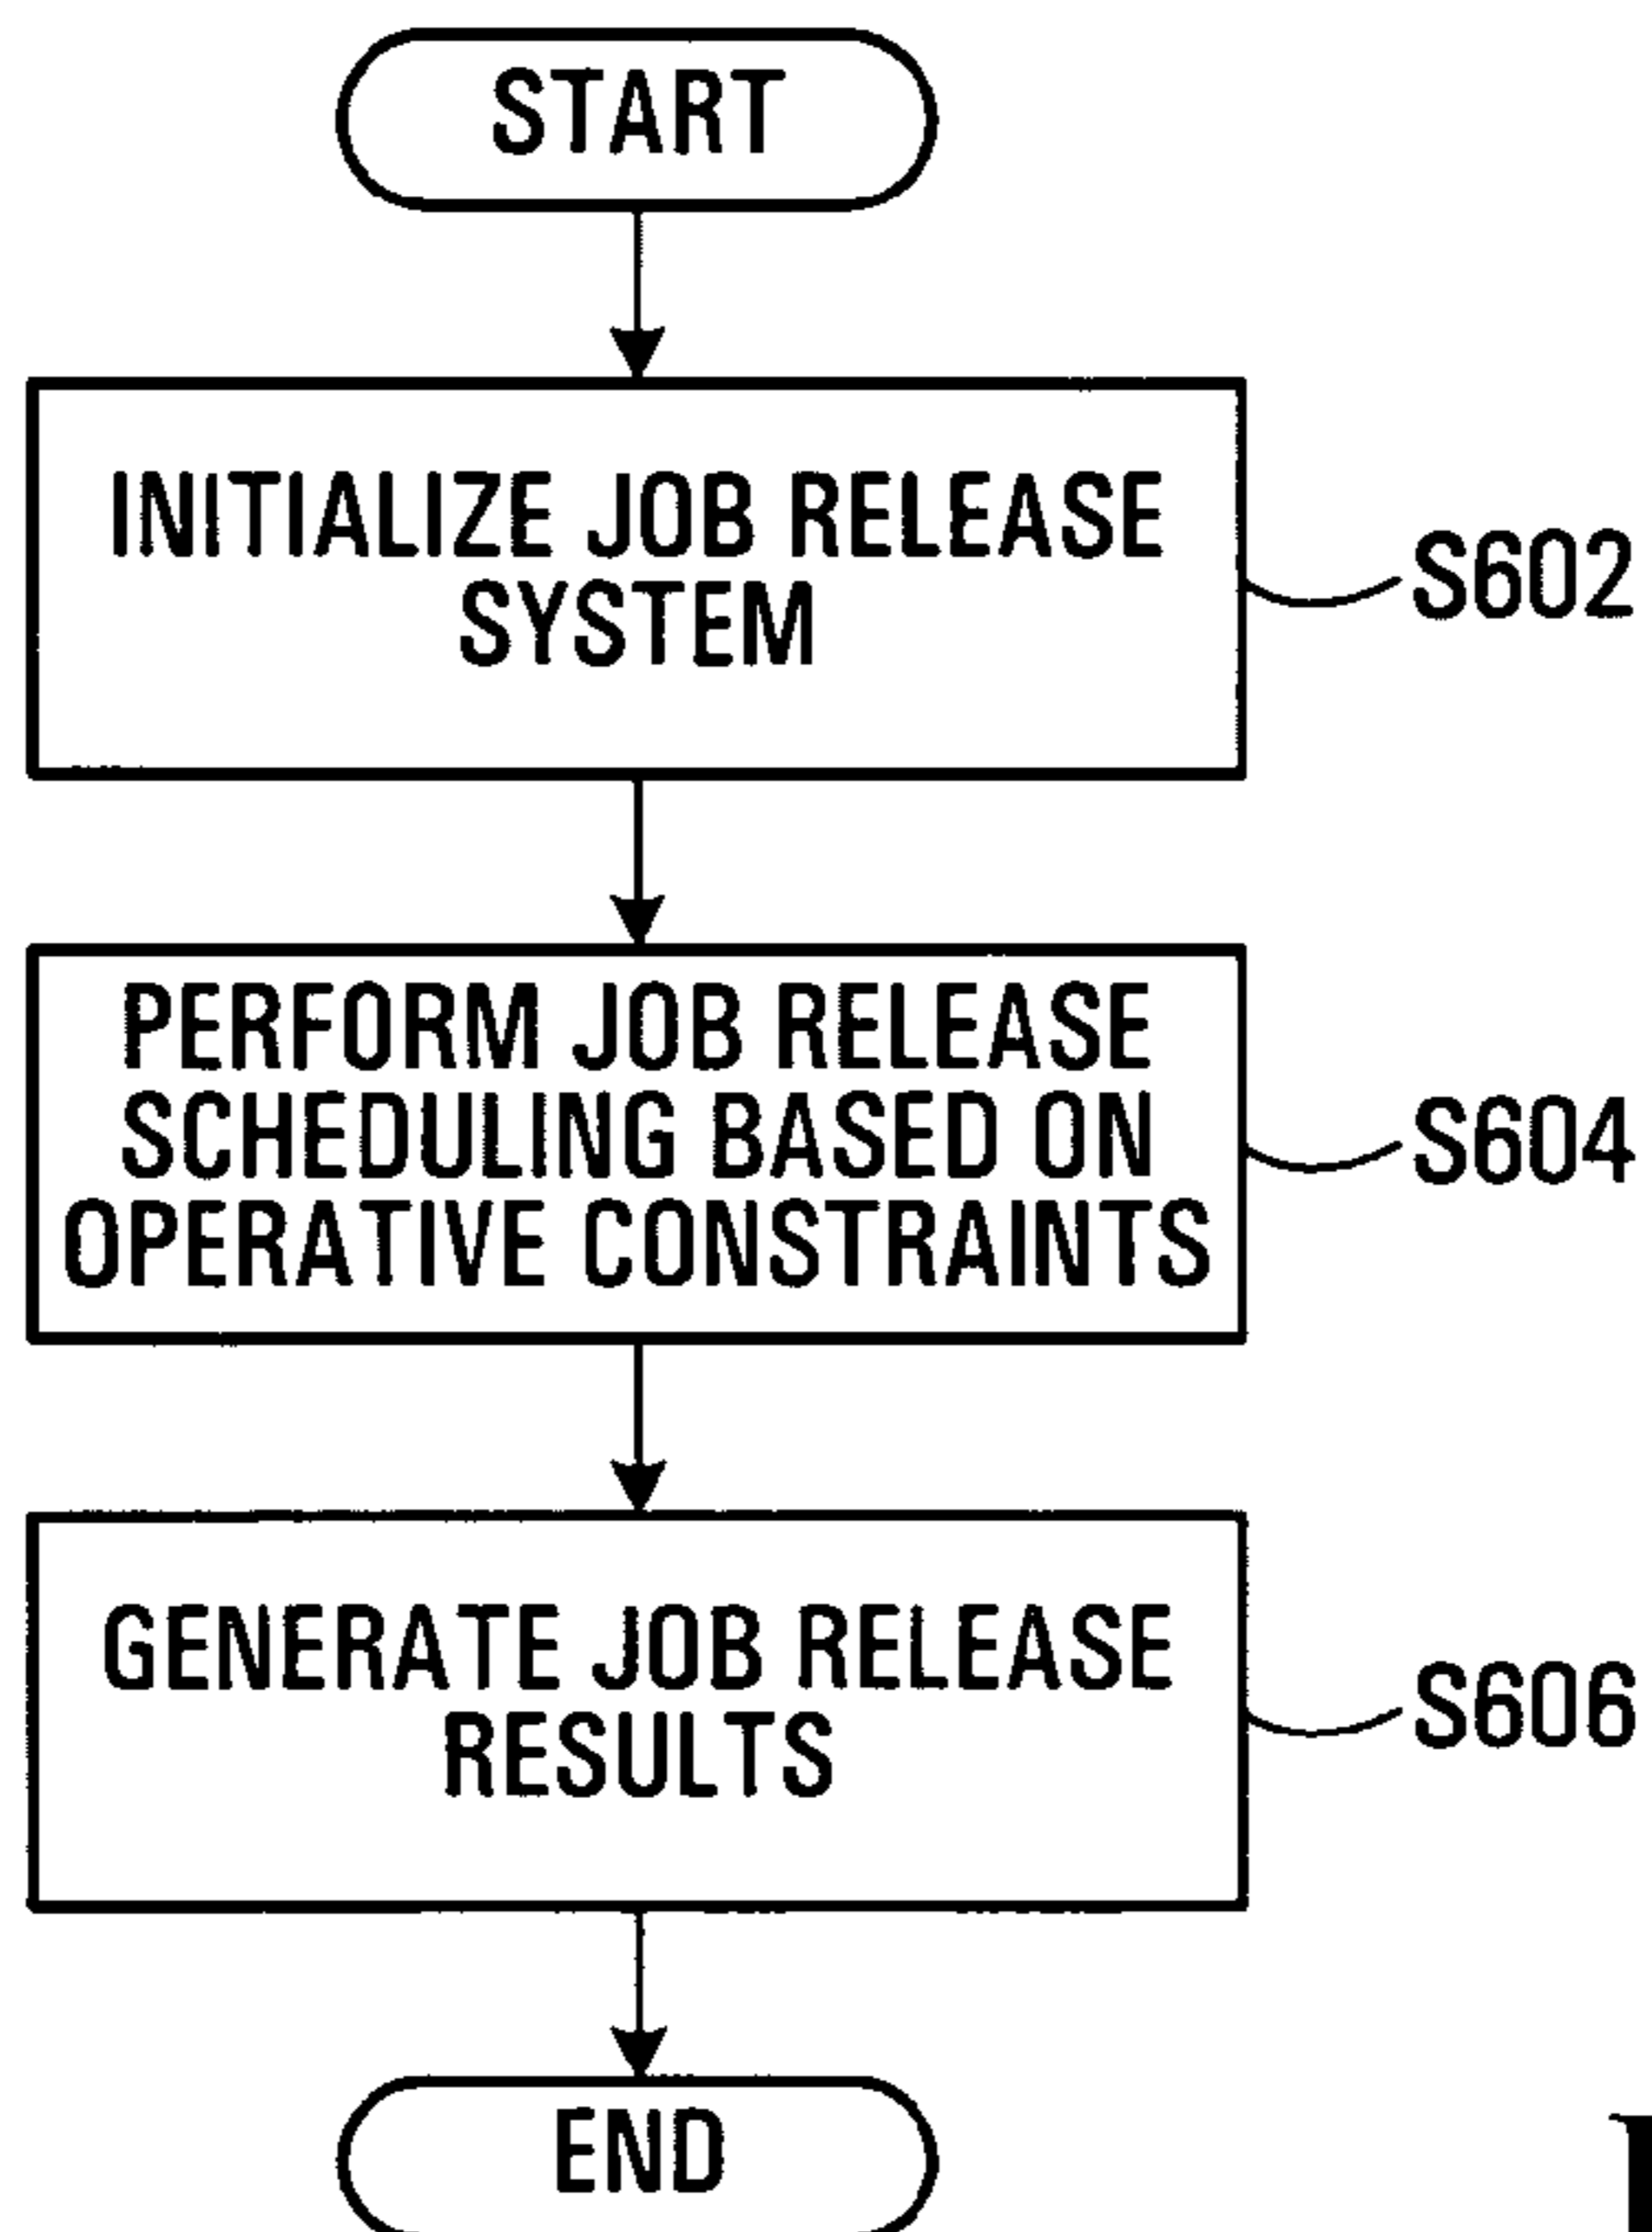 START
INITIALIZE JOB RELEASE
SYSTEM
S602
PERFORM JOB RELEASE
SCHEDULING BASED ON
OPERATIVE CONSTRAINTS
S604
GENERATE JOB RELEASE
RESULTS
S606
END